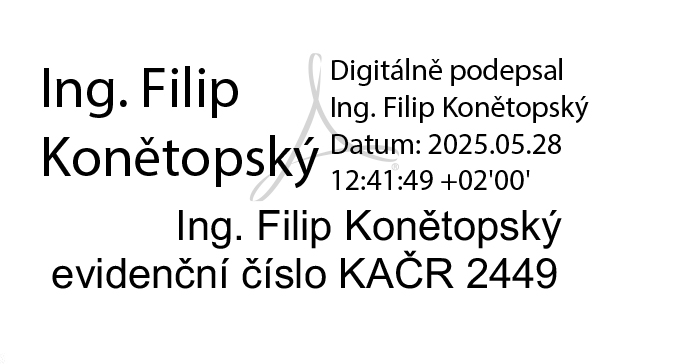 Ing. Filip
Konětopský
Digitálně podepsal
Ing. Filip Konětopský
Datum: 2025.05.28
12:41:49 +02'00'
Ing. Filip Konětopský
evidenční číslo KAČR 2449